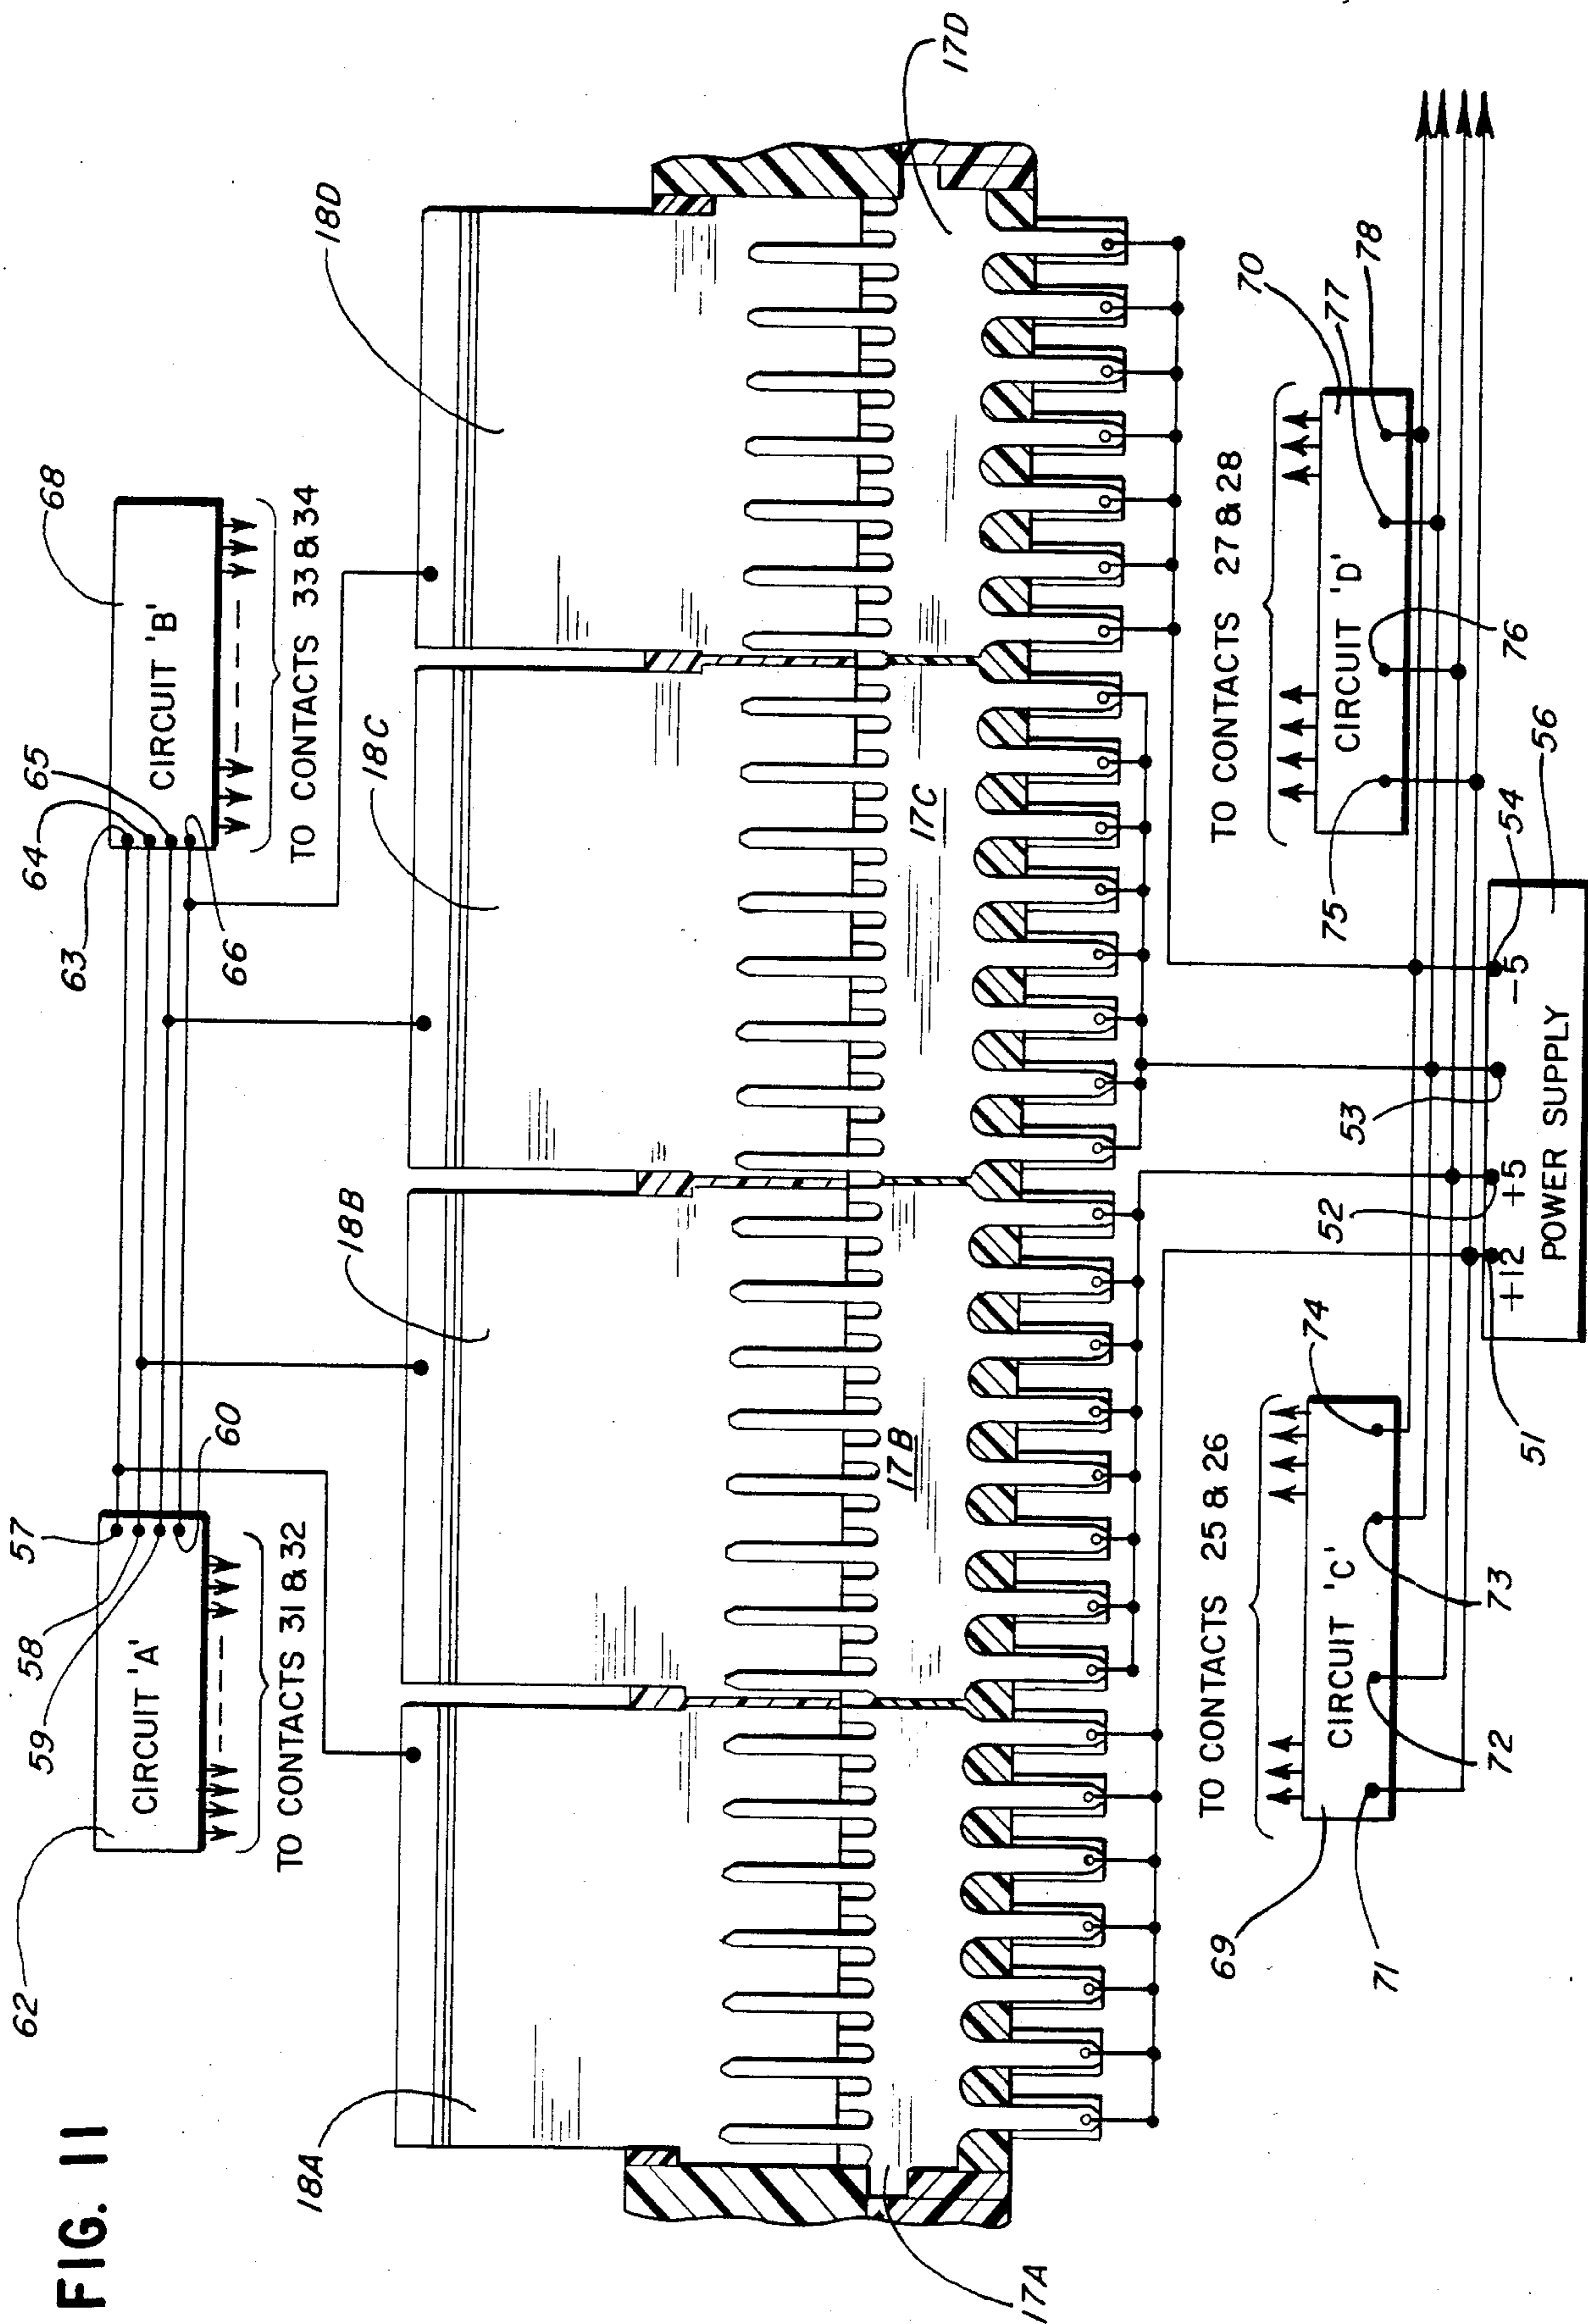 FIG. 11
62
CIRCUIT 'A'
57
58
59
60
TO CONTACTS 31 & 32
63
64
65
66
CIRCUIT 'B'
68
TO CONTACTS 33 & 34
18A
18B
18C
18D
17A
17B
17C
17D
TO CONTACTS 25 & 26
CIRCUIT 'C'
69
71
72
73
74
TO CONTACTS 27 & 28
CIRCUIT 'D'
70
75
76
77
78
51
52
53
54
+12
+5
-5
POWER SUPPLY
56